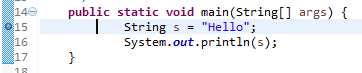 14 public static void main(String[] args) {
15 String s = "Hello";
16 System.out.println(s);
17 }